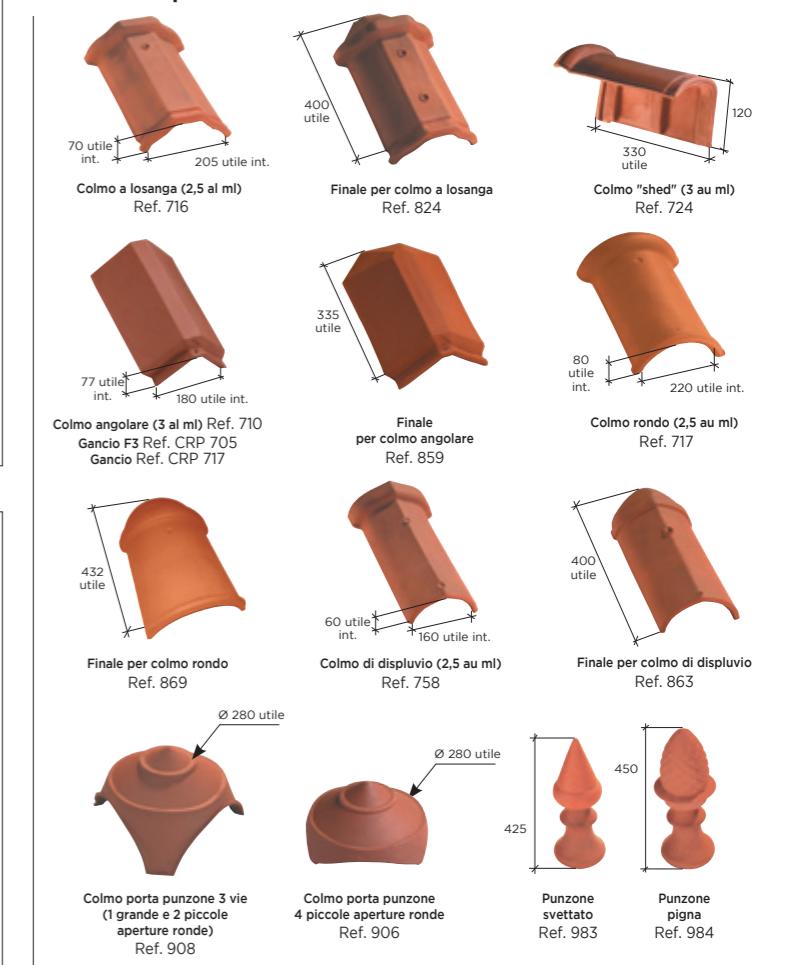 70 utile
int.
205 utile int.
Colmo a losanga (2,5 al ml)
Ref. 716
400
utile
Finale per colmo a losanga
Ref. 824
120
330
utile
Colmo "shed" (3 au ml)
Ref. 724
77 utile
int.
180 utile int.
Colmo angolare (3 al ml) Ref. 710
Gancio F3 Ref. CRP 705
Gancio Ref. CRP 717
335
utile
Finale
per colmo angolare
Ref. 859
80
utile
int.
220 utile int.
Colmo rondo (2,5 au ml)
Ref. 717
432
utile
Finale per colmo rondo
Ref. 869
60 utile
int.
160 utile int.
Colmo di displuvio (2,5 au ml)
Ref. 758
400
utile
Finale per colmo di displuvio
Ref. 863
Ø 280 utile
Colmo porta punzone 3 vie
(1 grande e 2 piccole
aperture ronde)
Ref. 908
Ø 280 utile
Colmo porta punzone
4 piccole aperture ronde
Ref. 906
425
Punzone
svettato
Ref. 983
450
Punzone
pigna
Ref. 984